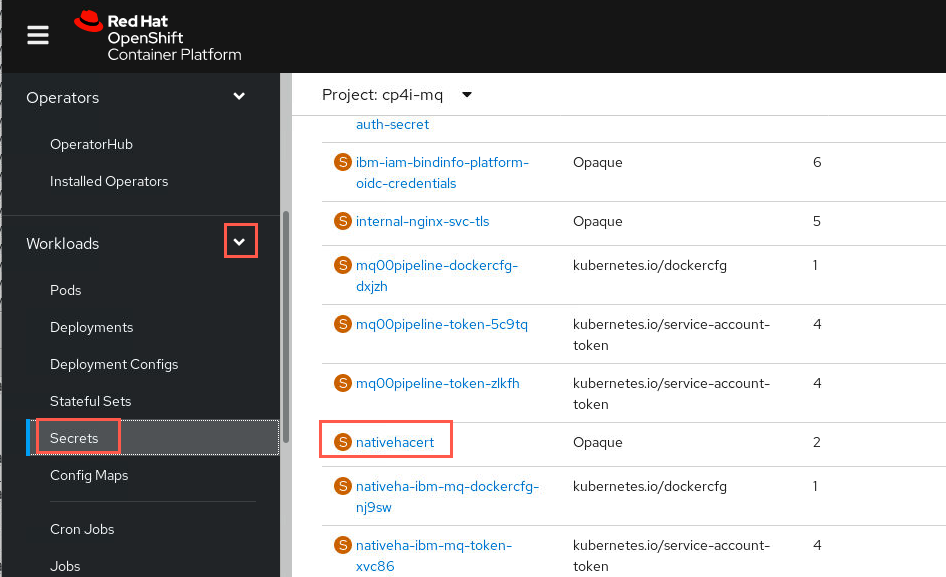 Red Hat
OpenShift
Container Platform
Operators
OperatorHub
Installed Operators
Workloads
Pods
Deployments
Deployment Configs
Stateful Sets
Secrets
Config Maps
Cron Jobs
Jobs
Project: cp4i-mq
auth-secret
S ibm-iam-bindinfo-platform- Opaque 6
oidc-credentials
S internal-nginx-svc-tls Opaque 5
S mq00pipeline-dockercfg- kubernetes.io/dockercfg 1
dxjzh
S mq00pipeline-token-5c9tq kubernetes.io/service-account- 4
token
S mq00pipeline-token-zlkfh kubernetes.io/service-account- 4
token
S nativehacert Opaque 2
S nativeha-ibm-mq-dockercfg- kubernetes.io/dockercfg 1
nj9sw
S nativeha-ibm-mq-token- kubernetes.io/service-account- 4
xvc86 token